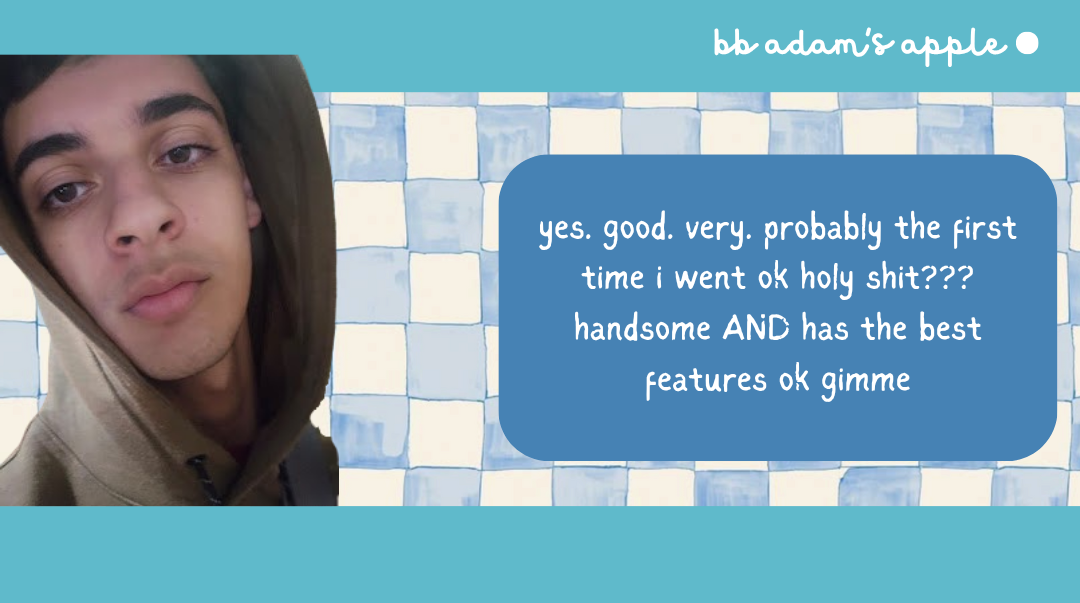 bb adam's apple
yes. good. very. probably the first
time i went ok holy shit???
handsome AND has the best
features ok gimme